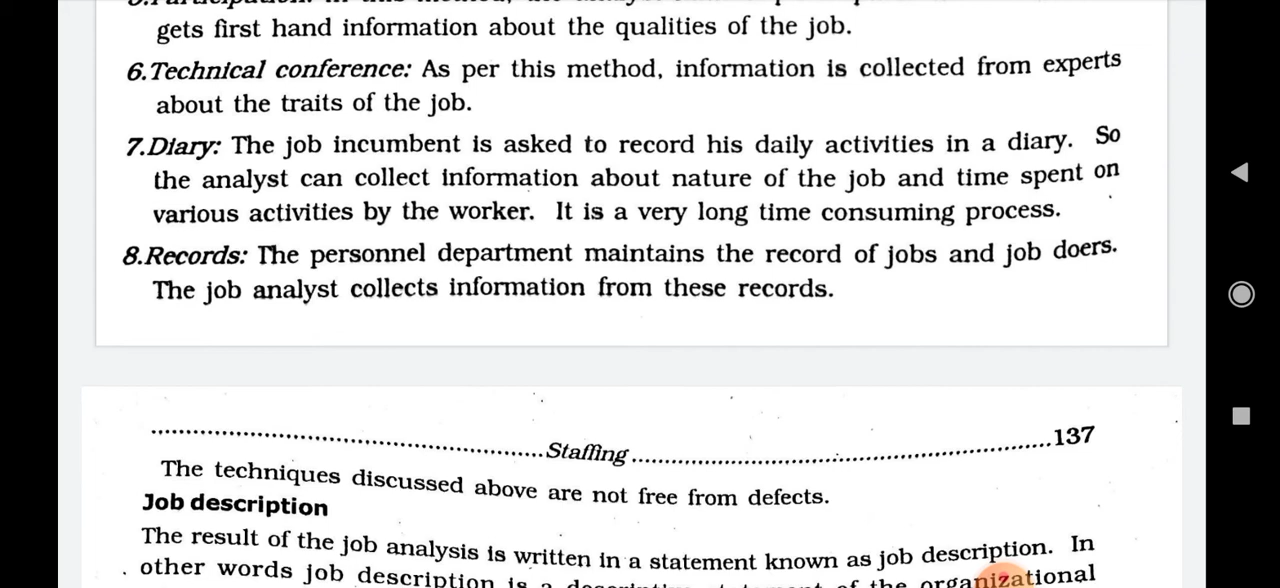 gets first hand information about the qualities of the job.
6.Technical conference: As per this method, information is collected from experts
about the traits of the job.
7.Diary: The job incumbent is asked to record his daily activities in a diary. So
the analyst can collect information about nature of the job and time spent on
various activities by the worker. It is a very long time consuming process.
8.Records: The personnel department maintains the record of jobs and job doers.
The job analyst collects information from these records.
Staffing 137
The techniques discussed above are not free from defects.
Job description
The result of the job analysis is written in a statement known as job description. In
other words job description is a of the organizational